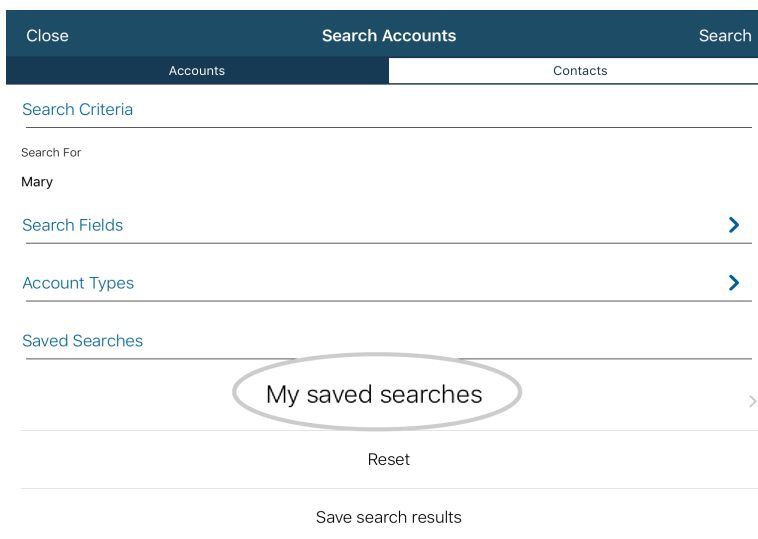 Close Search Accounts Search
Accounts Contacts
Search Criteria
Search For
Mary
Search Fields
Account Types
Saved Searches
My saved searches
Reset
Save search results